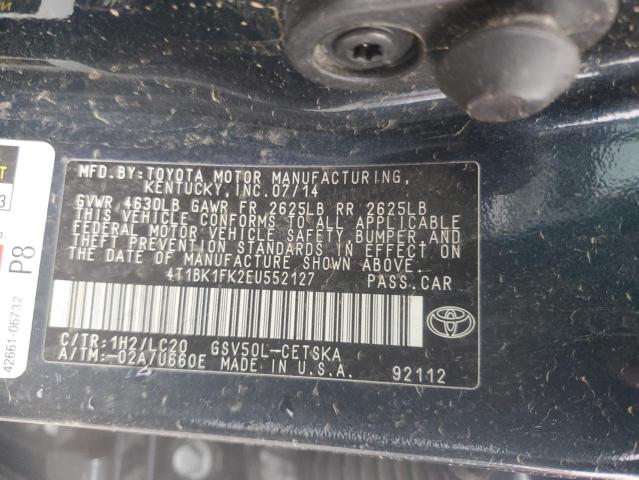 MFD.BY:TOYOTA MOTOR MANUFACTURING,
KENTUCKY, INC.07/14
GVWR 4630LB GAWR FR 2625LB RR 2625LB
THIS VEHICLE CONFORMS TO ALL APPLICABLE
FEDERAL MOTOR VEHICLE SAFETY, BUMPER,AND
THEFT PREVENTION STANDARDS IN EFFECT ON
THE DATE OF MANUFACTURE SHOWN ABOVE.
4T1BK1FK2EU552127 PASS.CAR
C/TR:1H2/LC20 GSV50L-CETSKA
A/TM:-02A/U660E MADE IN U.S.A. 92112
P8
42661-06732